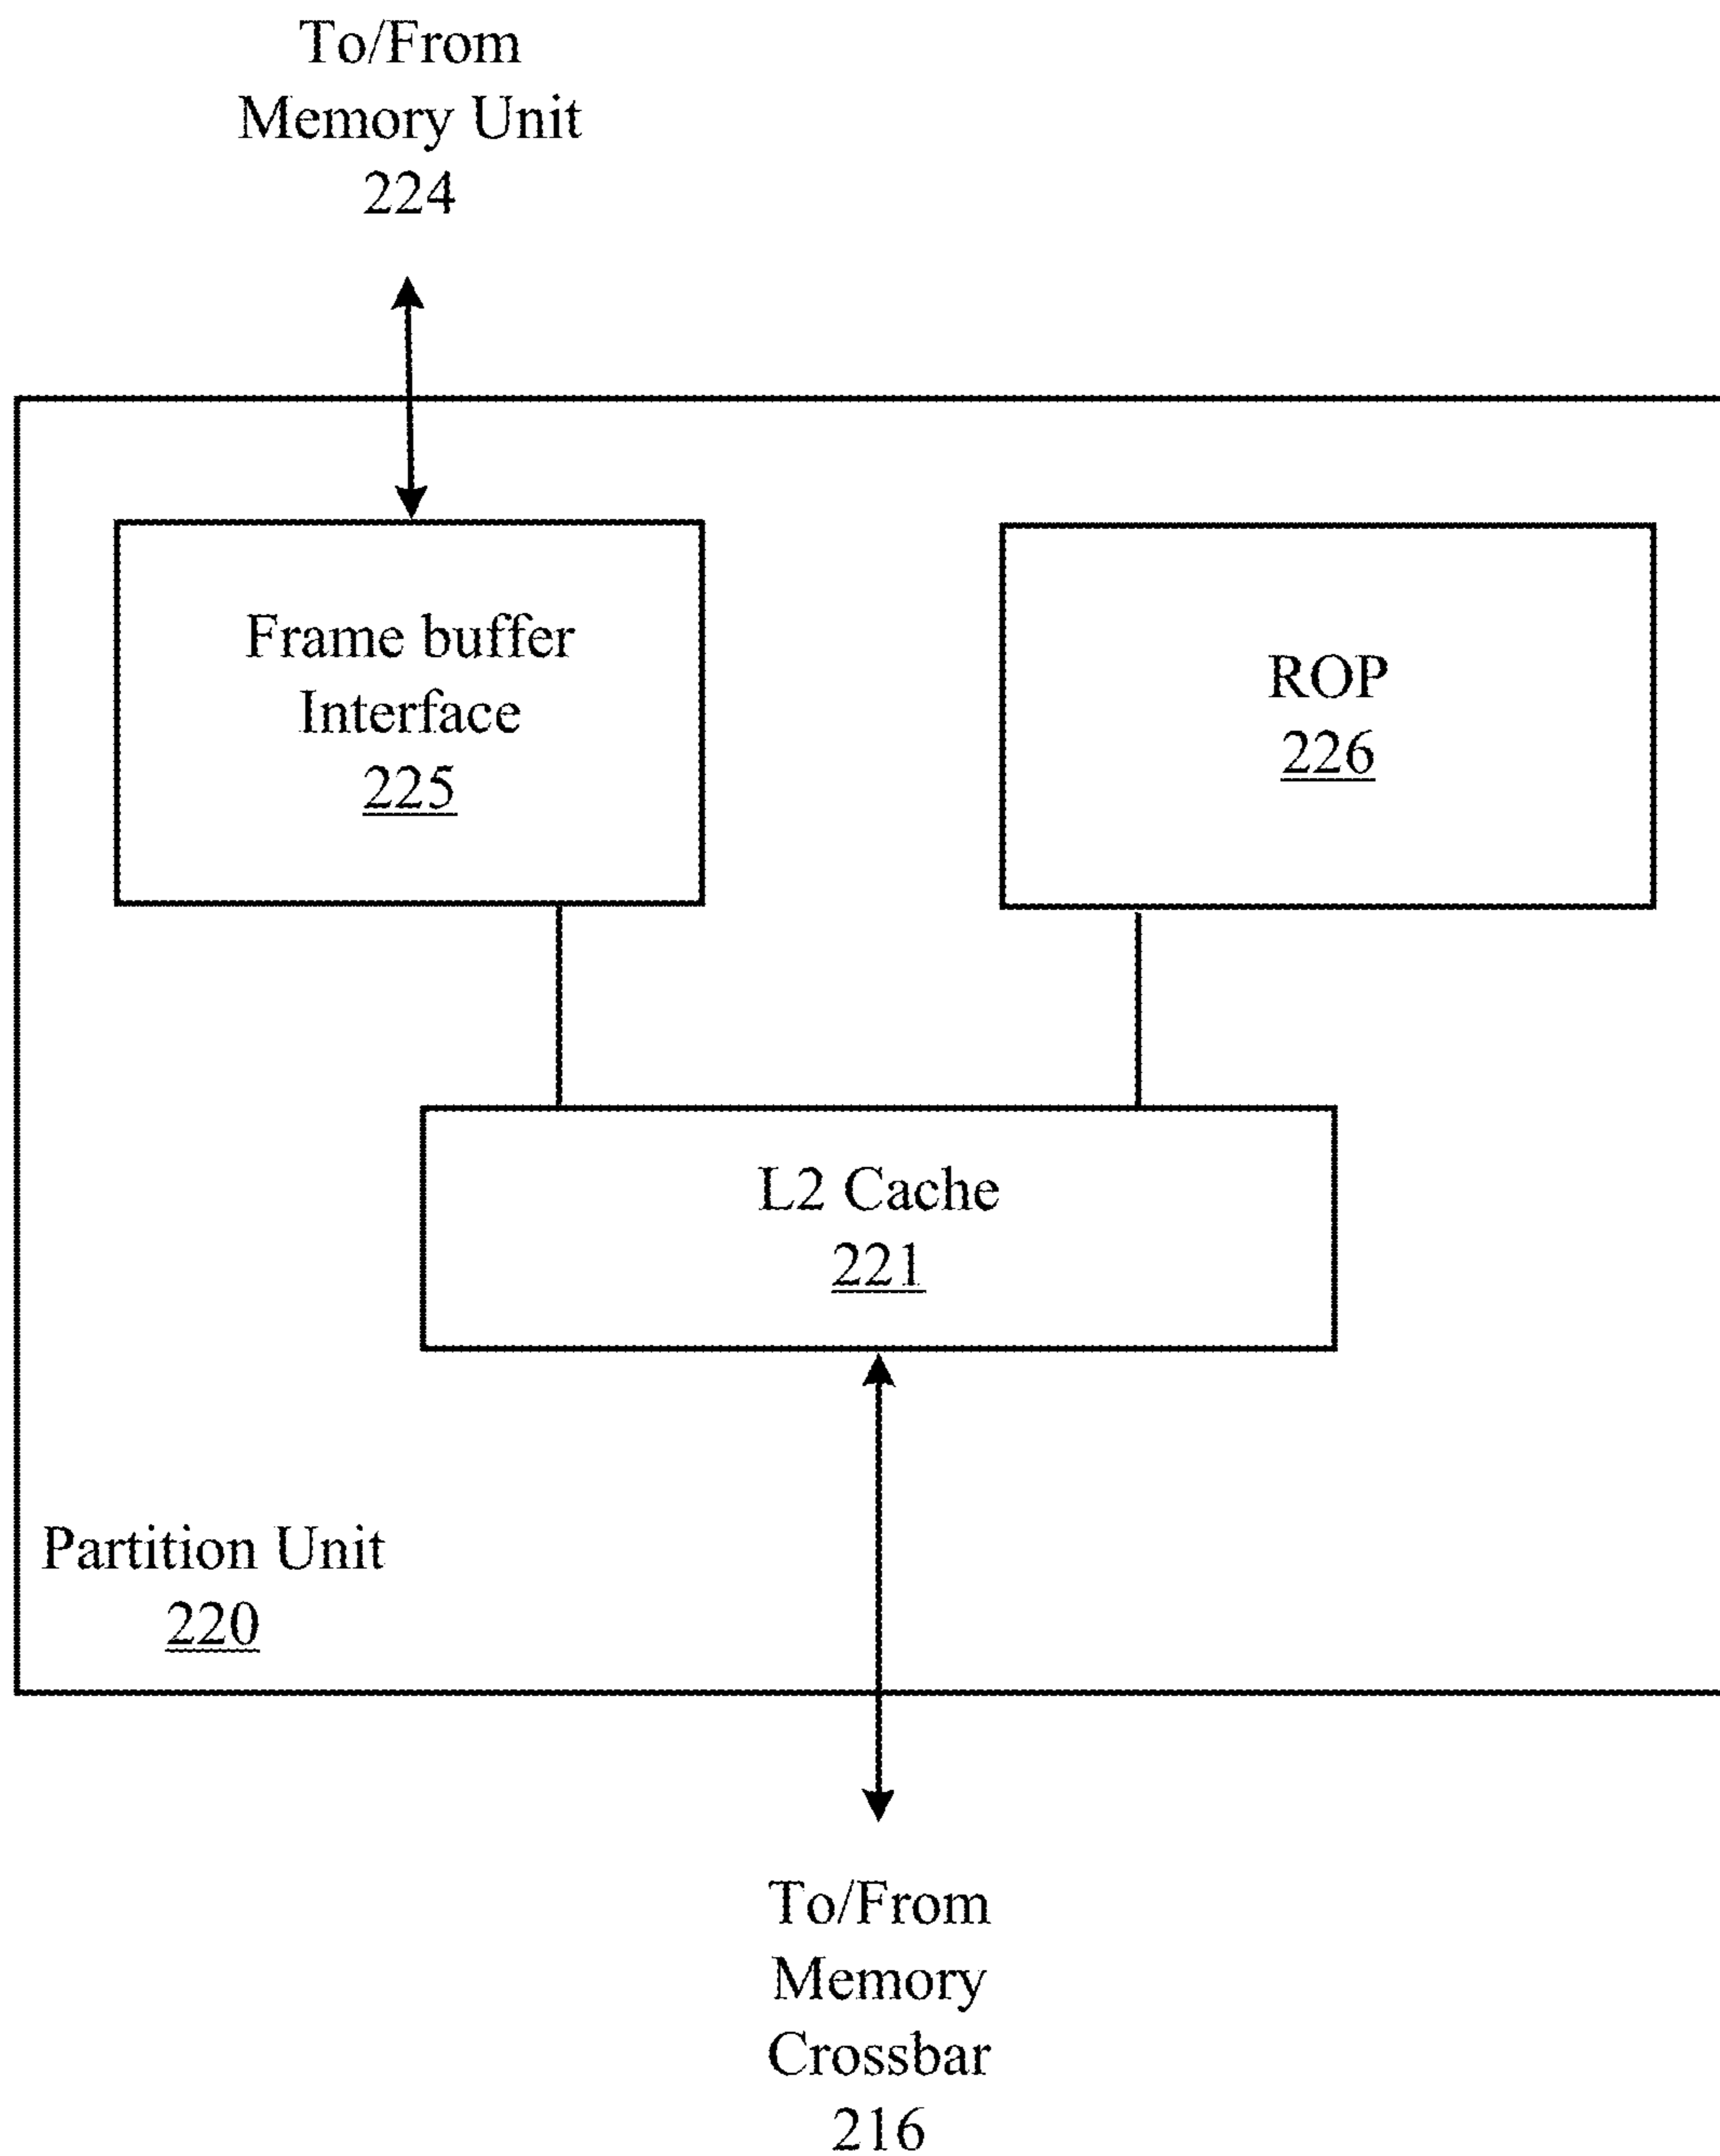 To/From
Memory Unit
224
Frame buffer
Interface
225
ROP
226
L2 Cache
221
Partition Unit
220
To/From
Memory
Crossbar
216